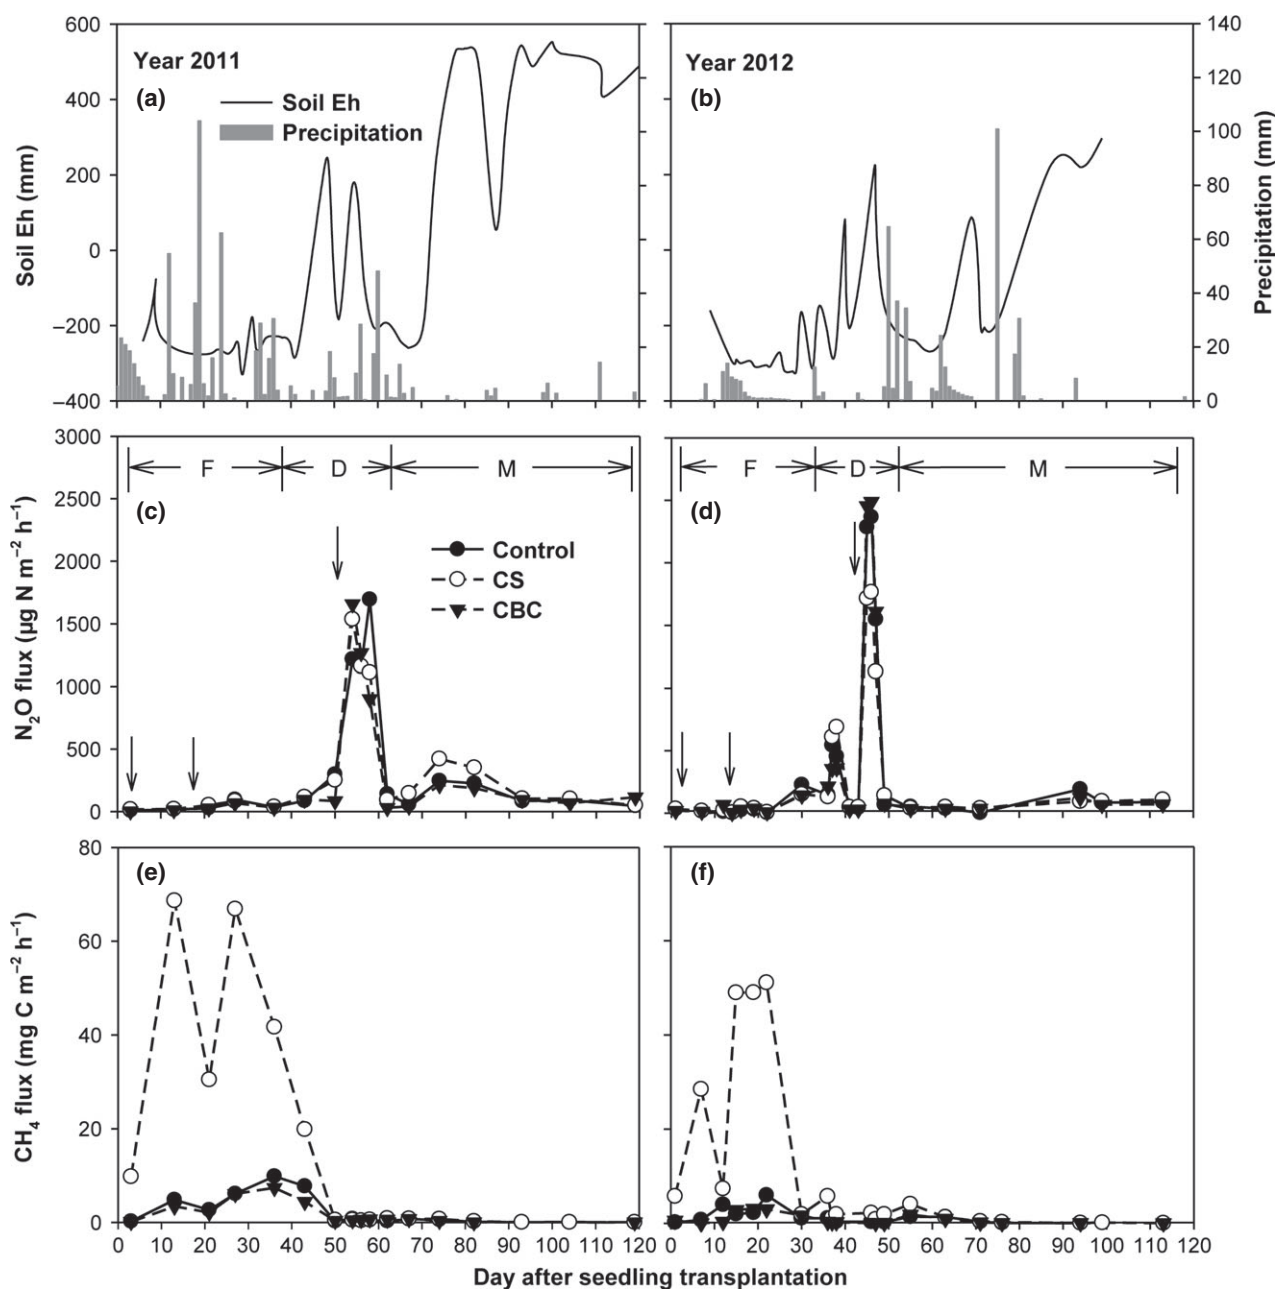 Year 2011
(a)
Soil Eh
Precipitation
600
400
200
0
–200
–400
Soil Eh (mm)
Year 2012
(b)
140
120
100
80
60
40
20
0
Precipitation (mm)
3000
2500
2000
1500
1000
500
0
N₂O flux (µg N m⁻² h⁻¹)
F D M
(c)
Control
CS
CBC
F D M
(d)
80
60
40
20
0
CH₄ flux (mg C m⁻² h⁻¹)
(e)
(f)
0 10 20 30 40 50 60 70 80 90 100 110 120
0 10 20 30 40 50 60 70 80 90 100 110 120
Day after seedling transplantation